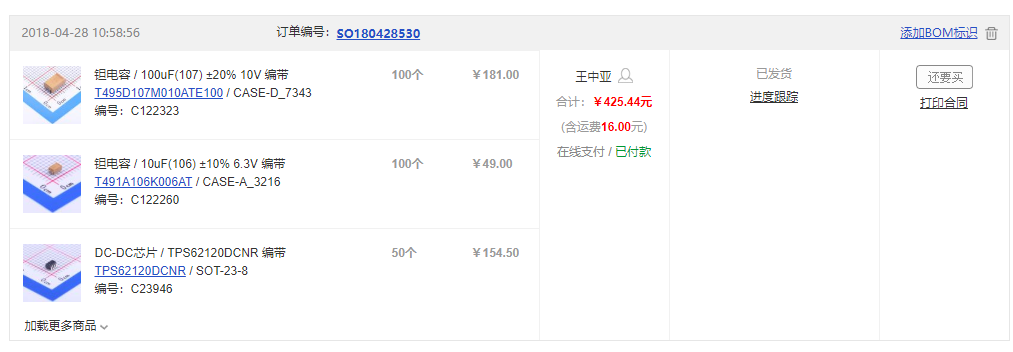 2018-04-28 10:58:56 订单编号：SO180428530 添加BOM标识
钽电容 / 100uF(107) ±20% 10V 编带 100个 ￥181.00
T495D107M010ATE100 / CASE-D_7343
编号：C122323
王中亚
合计：￥425.44元
(含运费16.00元)
在线支付 / 已付款
已发货
进度跟踪
还要买
打印合同
钽电容 / 10uF(106) ±10% 6.3V 编带 100个 ￥49.00
T491A106K006AT / CASE-A_3216
编号：C122260
DC-DC芯片 / TPS62120DCNR 编带 50个 ￥154.50
TPS62120DCNR / SOT-23-8
编号：C23946
加载更多商品